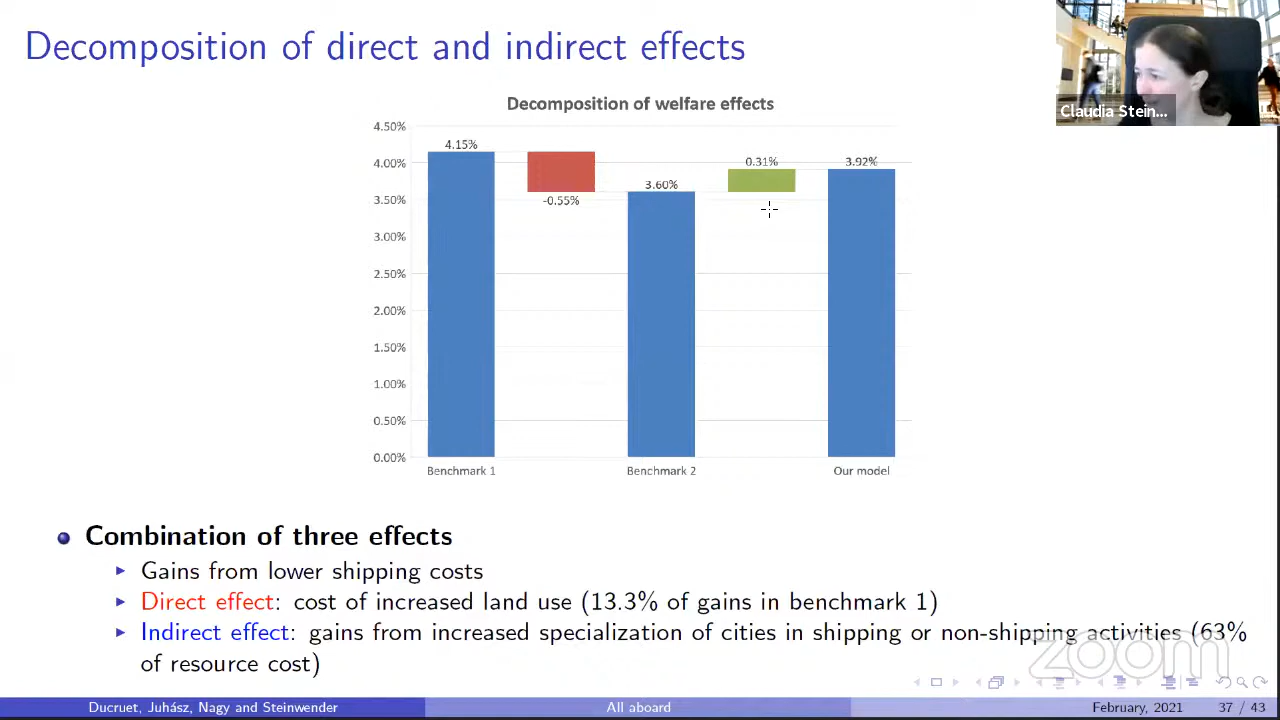 Decomposition of direct and indirect effects
Claudia Stein...
Decomposition of welfare effects
4.50%
4.00%
3.50%
3.00%
2.50%
2.00%
1.50%
1.00%
0.50%
0.00%
4.15%
-0.55%
3.60%
0.31%
3.92%
Benchmark 1
Benchmark 2
Our model
Combination of three effects
Gains from lower shipping costs
Direct effect: cost of increased land use (13.3% of gains in benchmark 1)
Indirect effect: gains from increased specialization of cities in shipping or non-shipping activities (63%
of resource cost)
zoom
Ducruet, Juhász, Nagy and Steinwender
All aboard
February, 2021
37 / 43